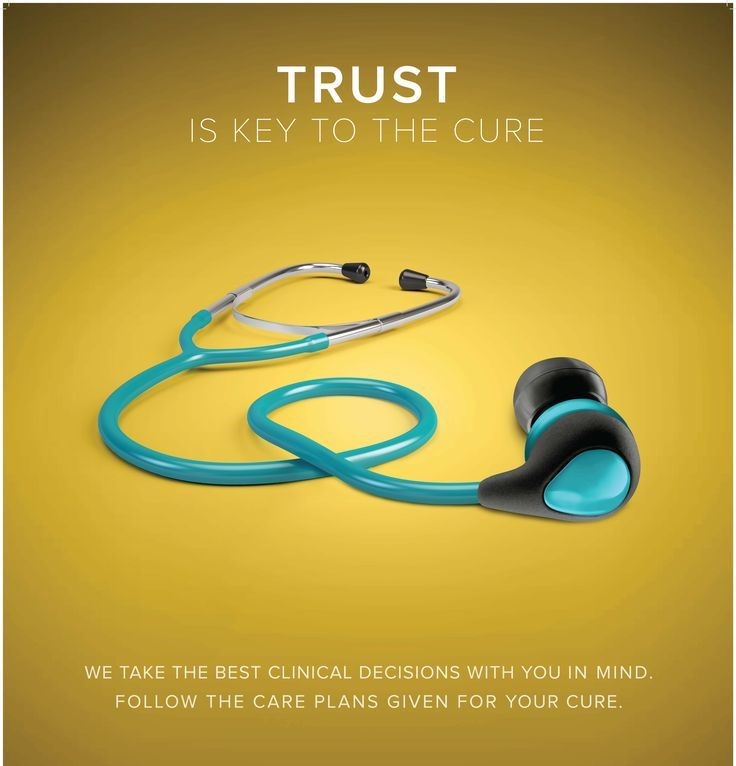 TRUST
IS KEY TO THE CURE
WE TAKE THE BEST CLINICAL DECISIONS WITH YOU IN MIND.
FOLLOW THE CARE PLANS GIVEN FOR YOUR CURE.